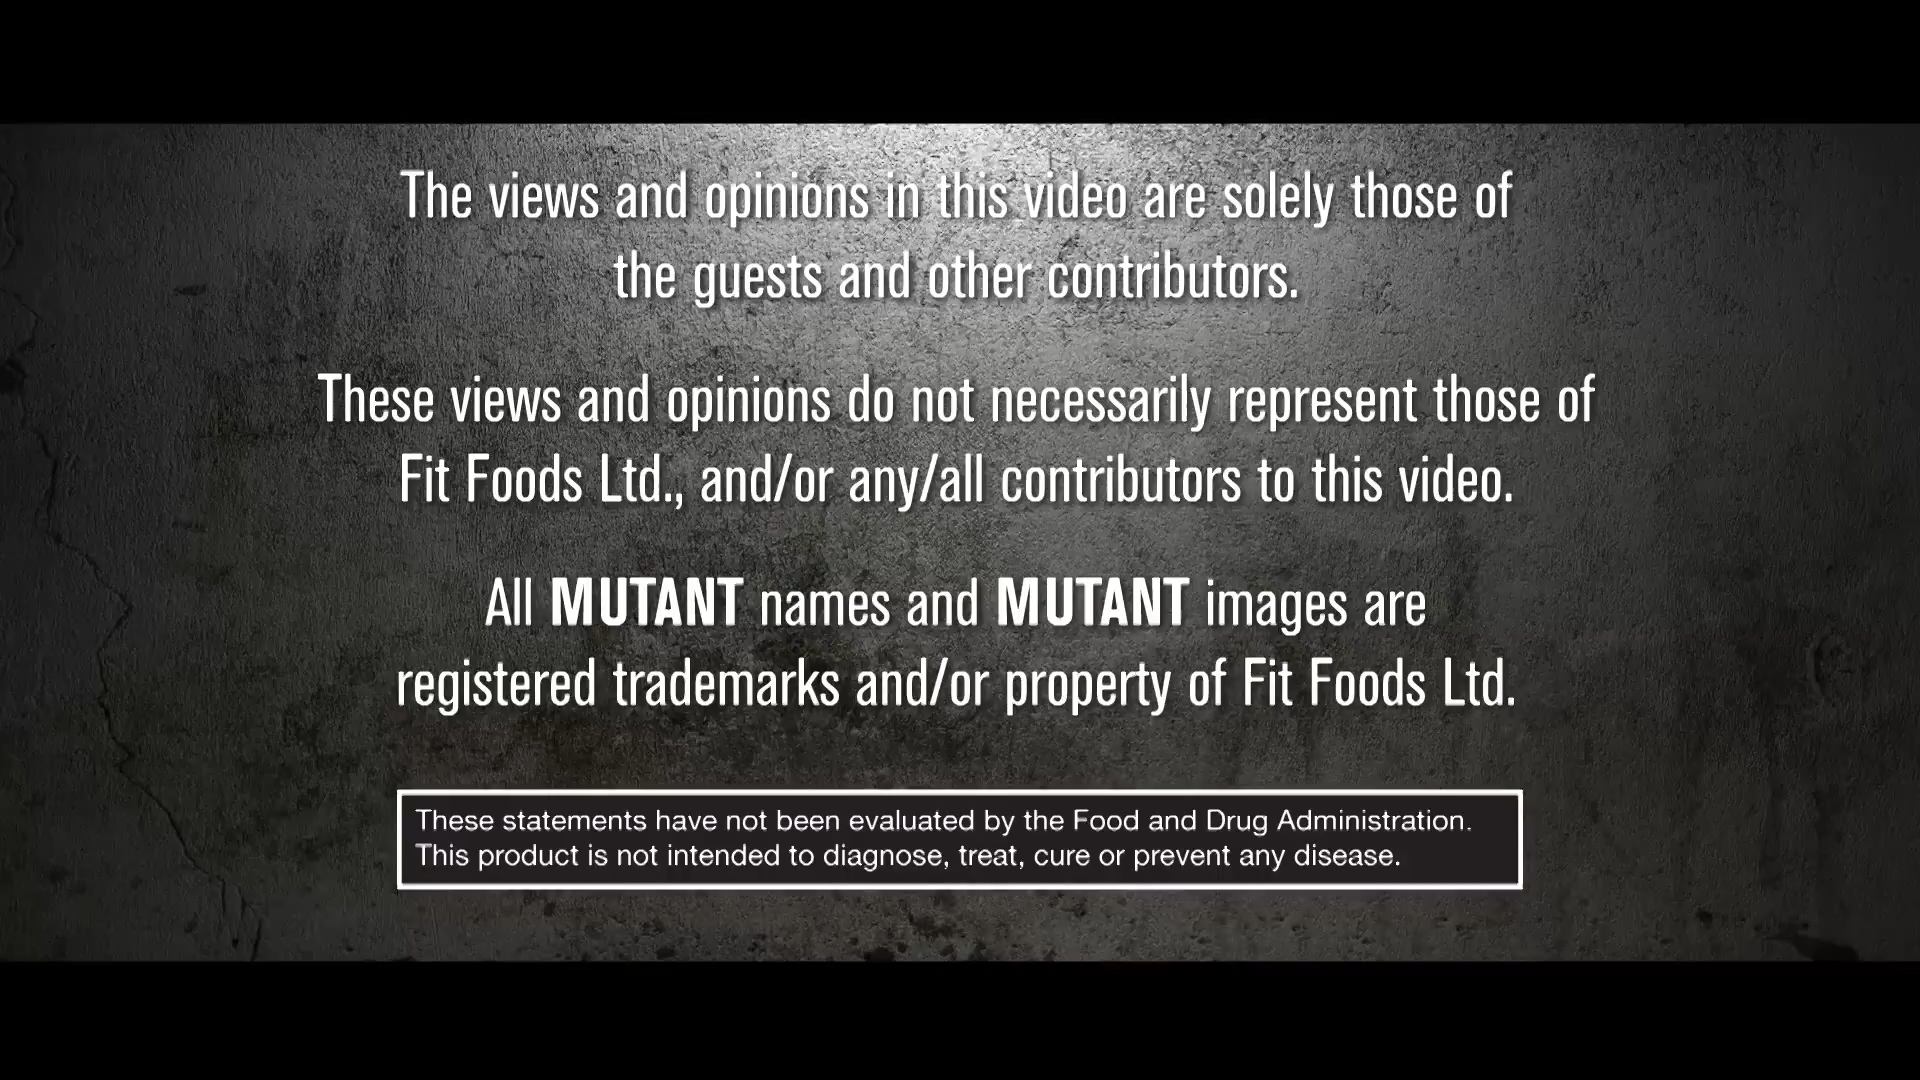 The views and opinions in this video are solely those of
the guests and other contributors.
These views and opinions do not necessarily represent those of
Fit Foods Ltd., and/or any/all contributors to this video.
All MUTANT names and MUTANT images are
registered trademarks and/or property of Fit Foods Ltd.
These statements have not been evaluated by the Food and Drug Administration.
This product is not intended to diagnose, treat, cure or prevent any disease.